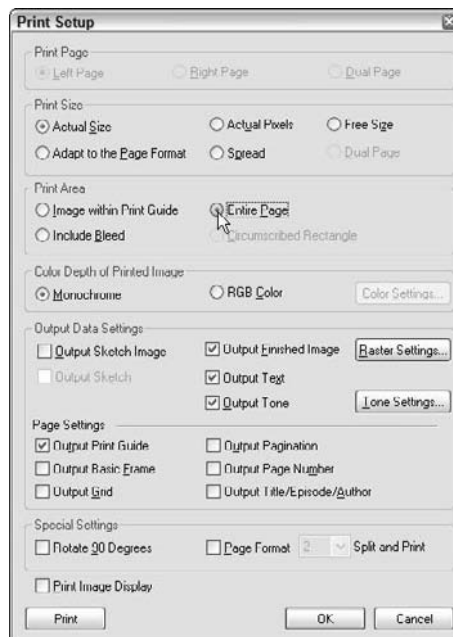 Print Setup
Print Page
Left Page Right Page Dual Page
Print Size
Actual Size Actual Pixels Free Size
Adapt to the Page Format Spread Dual Page
Print Area
Image within Print Guide Entire Page
Include Bleed Circumscribed Rectangle
Color Depth of Printed Image
Monochrome RGB Color Color Settings...
Output Data Settings
Output Sketch Image Output Finished Image Raster Settings...
Output Sketch Output Text
Output Tone Tone Settings...
Page Settings
Output Print Guide Output Pagination
Output Basic Frame Output Page Number
Output Grid Output Title/Episode/Author
Special Settings
Rotate 90 Degrees Page Format 2 Split and Print
Print Image Display
Print OK Cancel